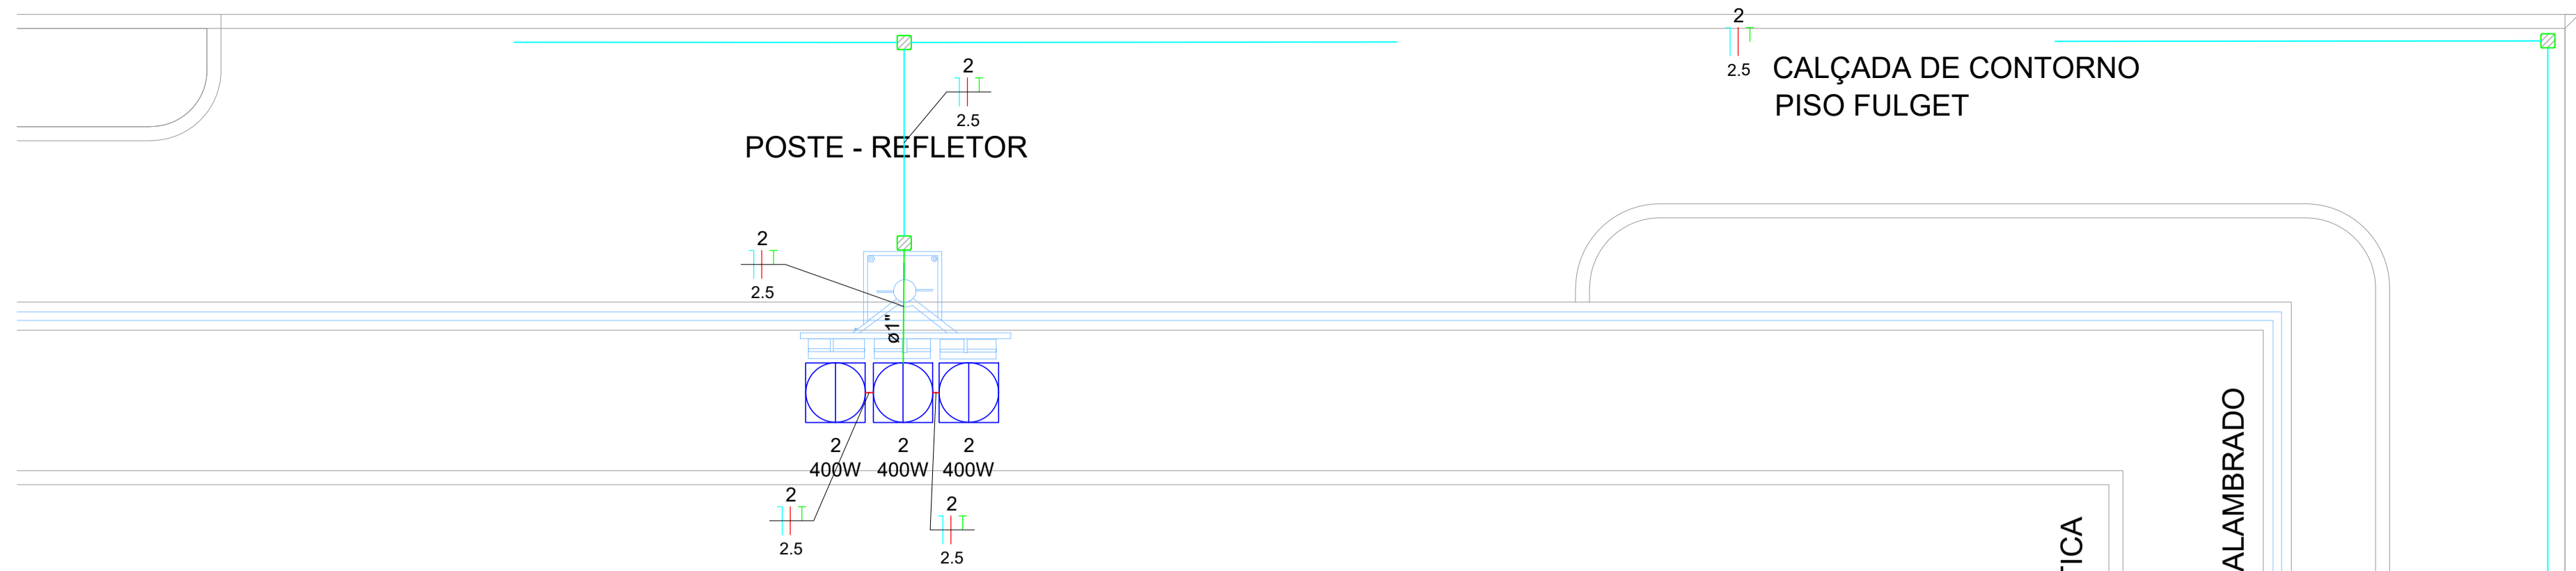 2
2.5
CALÇADA DE CONTORNO
PISO FULGET
2
2.5
POSTE - REFLETOR
2
2.5
ø1"
2
400W
2
400W
2
400W
2
2.5
2
2.5
ALAMBRADO
TICA